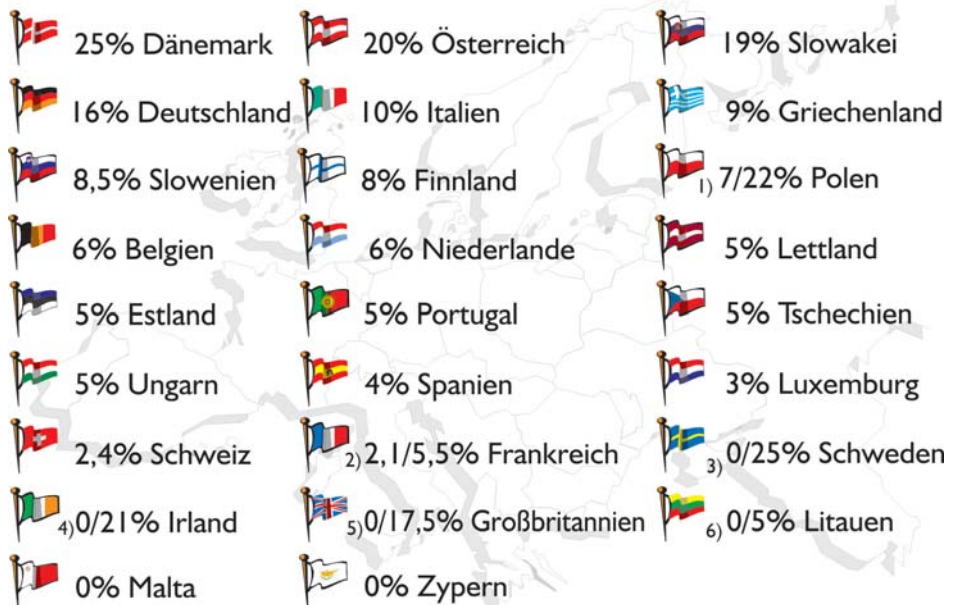 25% Dänemark
20% Österreich
19% Slowakei
16% Deutschland
10% Italien
9% Griechenland
8,5% Slowenien
8% Finnland
1) 7/22% Polen
6% Belgien
6% Niederlande
5% Lettland
5% Estland
5% Portugal
5% Tschechien
5% Ungarn
4% Spanien
3% Luxemburg
2,4% Schweiz
2) 2,1/5,5% Frankreich
3) 0/25% Schweden
4) 0/21% Irland
5) 0/17,5% Großbritannien
6) 0/5% Litauen
0% Malta
0% Zypern